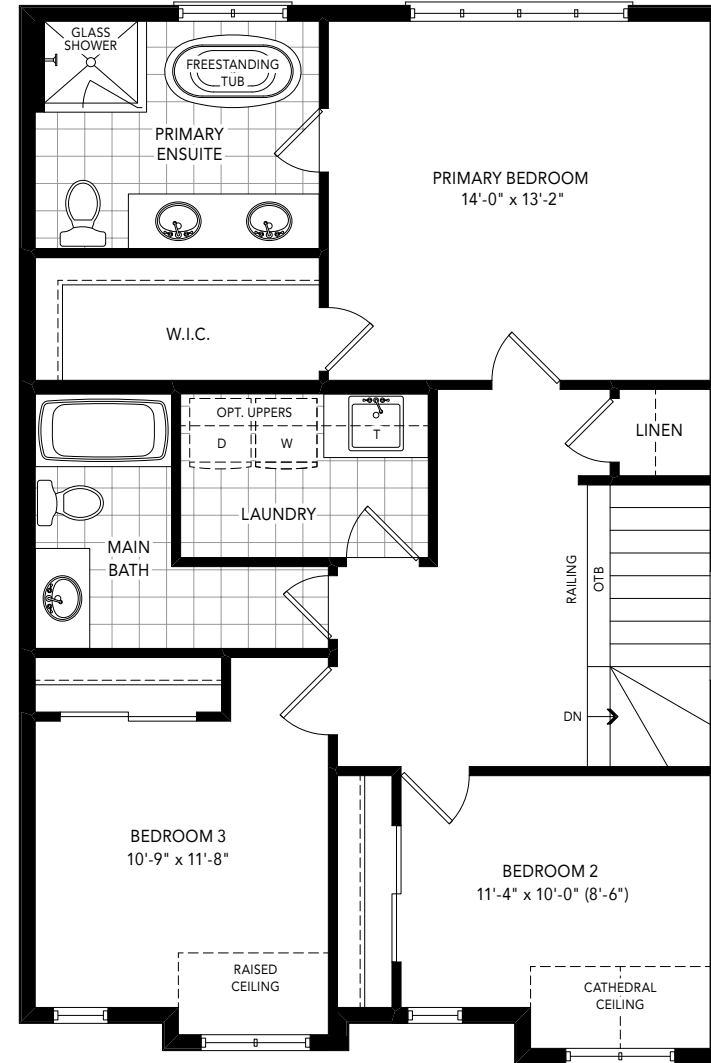 GLASS
SHOWER
FREESTANDING
TUB
PRIMARY
ENSUITE
PRIMARY BEDROOM
14'-0" x 13'-2"
W.I.C.
OPT. UPPERS
D
W
T
LINEN
LAUNDRY
MAIN
BATH
RAILING
OTB
DN
BEDROOM 3
10'-9" x 11'-8"
BEDROOM 2
11'-4" x 10'-0" (8'-6")
RAISED
CEILING
CATHEDRAL
CEILING